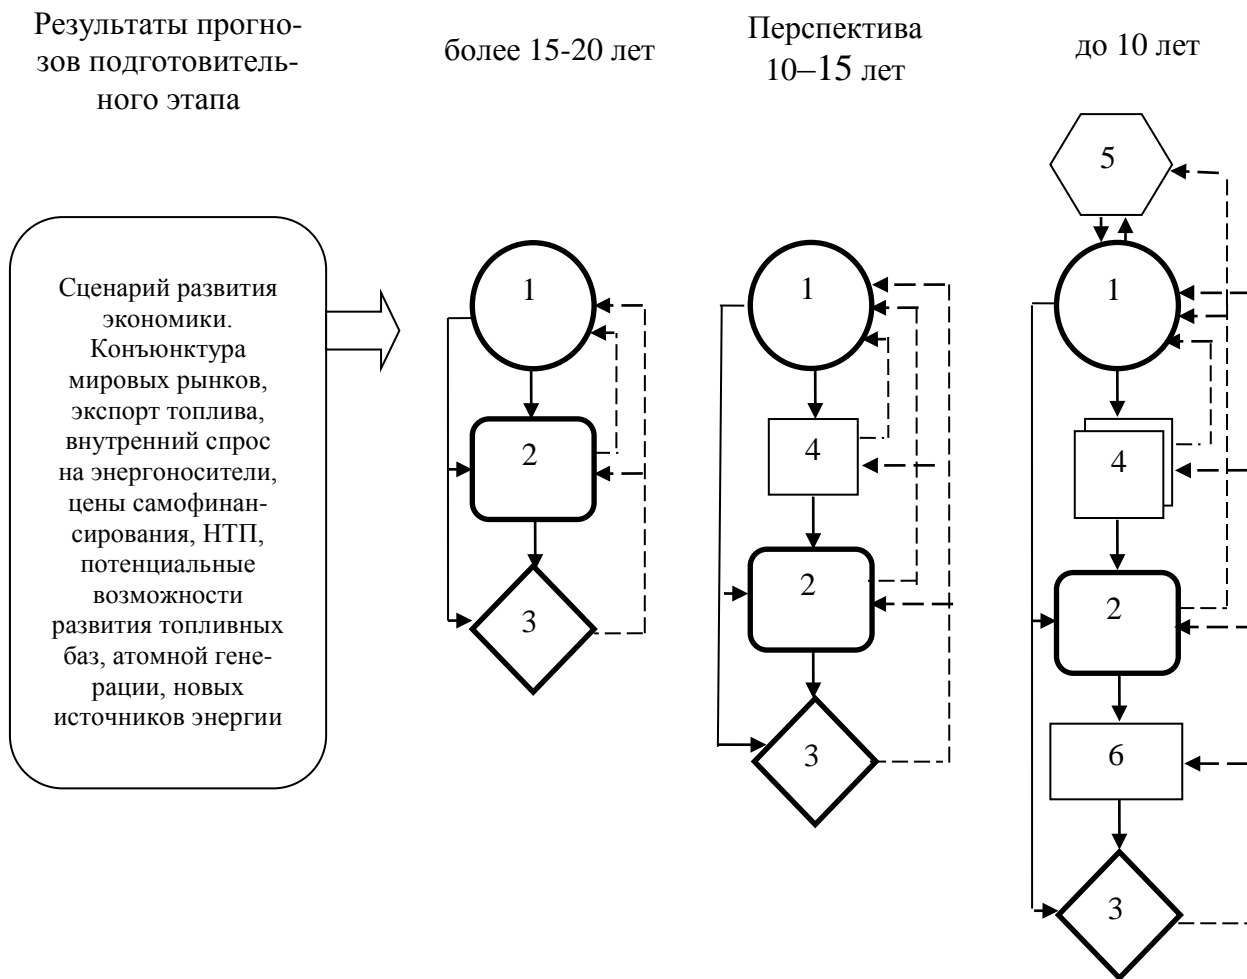 Результаты прогно-
зов подготовитель-
ного этапа
более 15-20 лет
Перспектива
10–15 лет
до 10 лет
Сценарий развития
экономики.
Конъюнктура
мировых рынков,
экспорт топлива,
внутренний спрос
на энергоносители,
цены самофинан-
сирования, НТП,
потенциальные
возможности
развития топливных
баз, атомной гене-
рации, новых
источников энергии
1
2
3
1
4
2
3
5
1
4
2
6
3